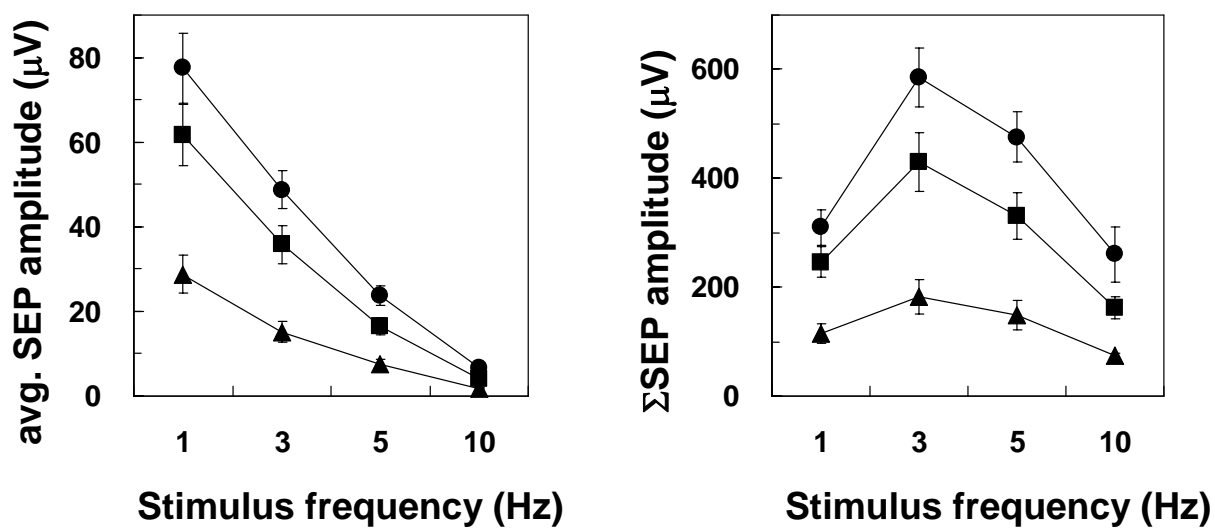 avg. SEP amplitude (µV)
80
60
40
20
0
1 3 5 10
Stimulus frequency (Hz)
ΣSEP amplitude (µV)
600
400
200
0
1 3 5 10
Stimulus frequency (Hz)